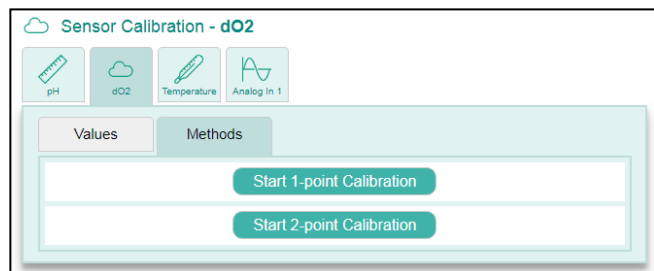 Sensor Calibration - dO2
pH dO2 Temperature Analog In 1
Values Methods
Start 1-point Calibration
Start 2-point Calibration